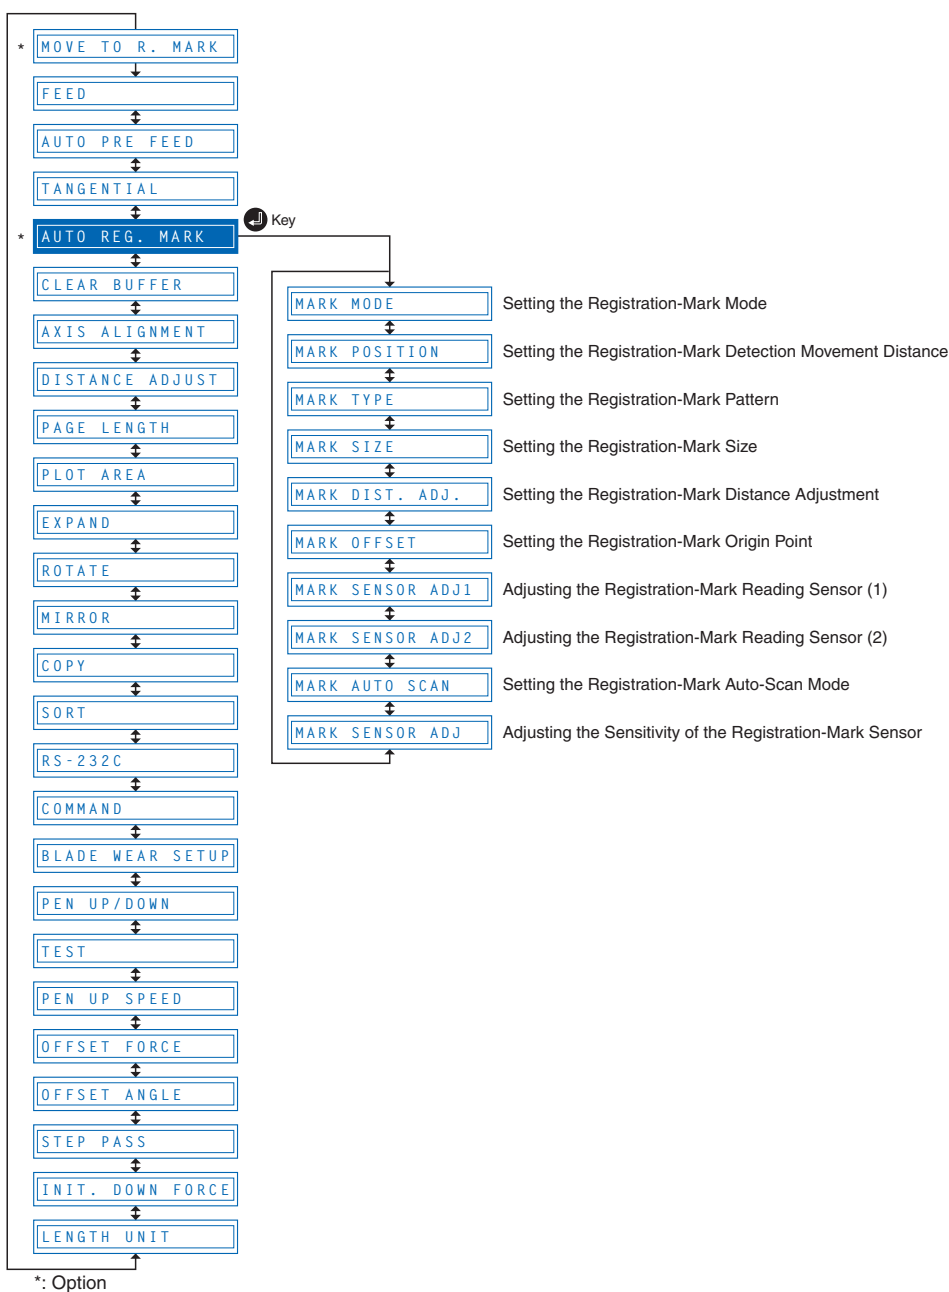 * MOVE TO R. MARK
FEED
AUTO PRE FEED
TANGENTIAL
* AUTO REG. MARK
Key
CLEAR BUFFER
AXIS ALIGNMENT
DISTANCE ADJUST
PAGE LENGTH
PLOT AREA
EXPAND
ROTATE
MIRROR
COPY
SORT
RS-232C
COMMAND
BLADE WEAR SETUP
PEN UP/DOWN
TEST
PEN UP SPEED
OFFSET FORCE
OFFSET ANGLE
STEP PASS
INIT. DOWN FORCE
LENGTH UNIT
*: Option
MARK MODE Setting the Registration-Mark Mode
MARK POSITION Setting the Registration-Mark Detection Movement Distance
MARK TYPE Setting the Registration-Mark Pattern
MARK SIZE Setting the Registration-Mark Size
MARK DIST. ADJ. Setting the Registration-Mark Distance Adjustment
MARK OFFSET Setting the Registration-Mark Origin Point
MARK SENSOR ADJ1 Adjusting the Registration-Mark Reading Sensor (1)
MARK SENSOR ADJ2 Adjusting the Registration-Mark Reading Sensor (2)
MARK AUTO SCAN Setting the Registration-Mark Auto-Scan Mode
MARK SENSOR ADJ Adjusting the Sensitivity of the Registration-Mark Sensor